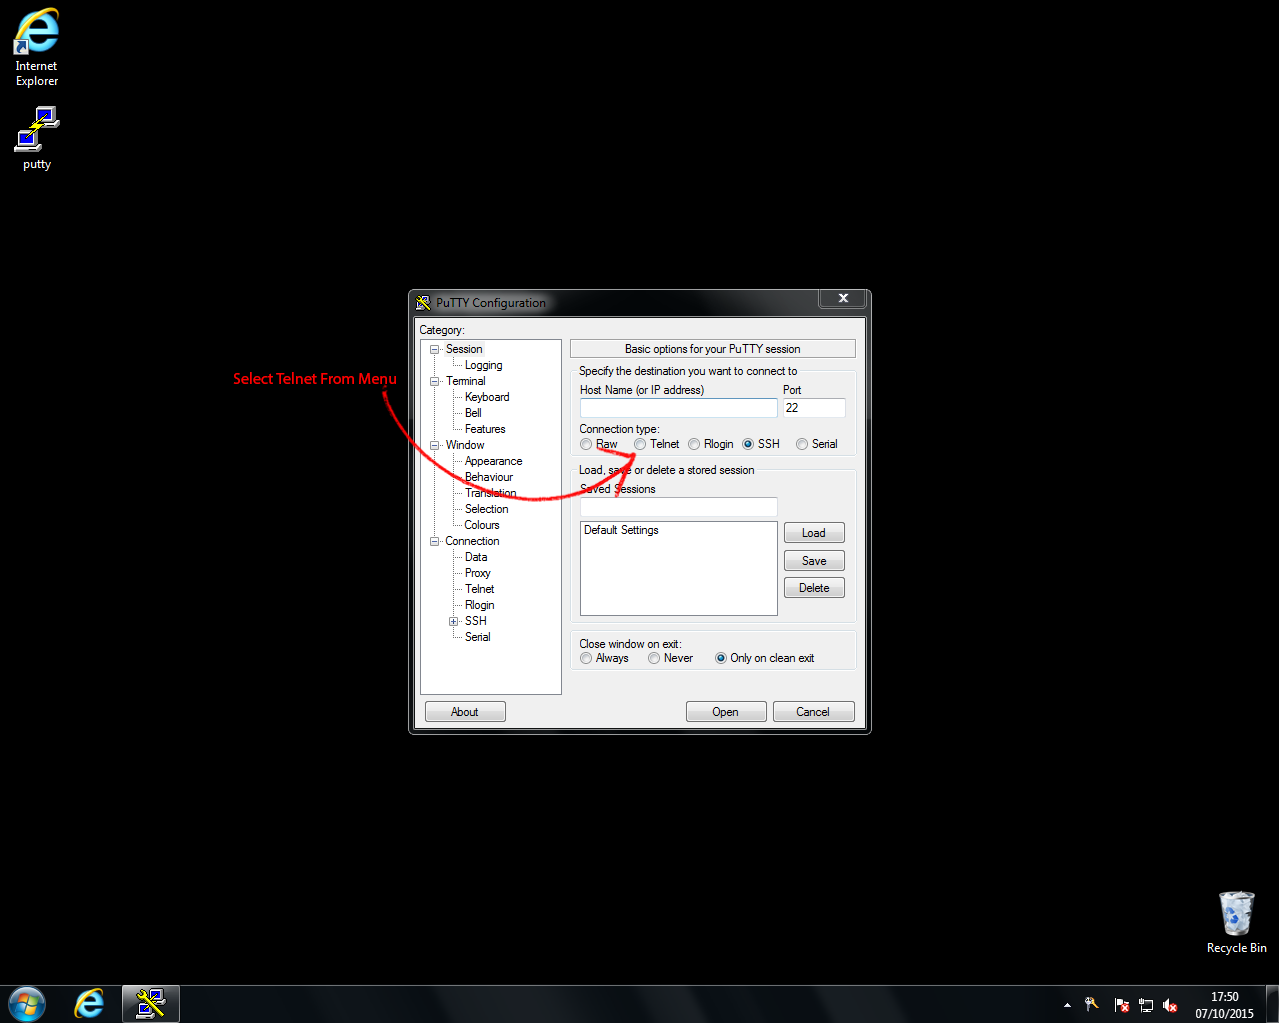 Internet
Explorer
putty
Select Telnet From Menu
PuTTY Configuration
Category:
Session
Logging
Terminal
Keyboard
Bell
Features
Window
Appearance
Behaviour
Translation
Selection
Colours
Connection
Data
Proxy
Telnet
Rlogin
SSH
Serial
Basic options for your PuTTY session
Specify the destination you want to connect to
Host Name (or IP address) Port
22
Connection type:
Raw Telnet Rlogin SSH Serial
Load, save or delete a stored session
Saved Sessions
Default Settings
Load
Save
Delete
Close window on exit:
Always Never Only on clean exit
About Open Cancel
Recycle Bin
17:50
07/10/2015